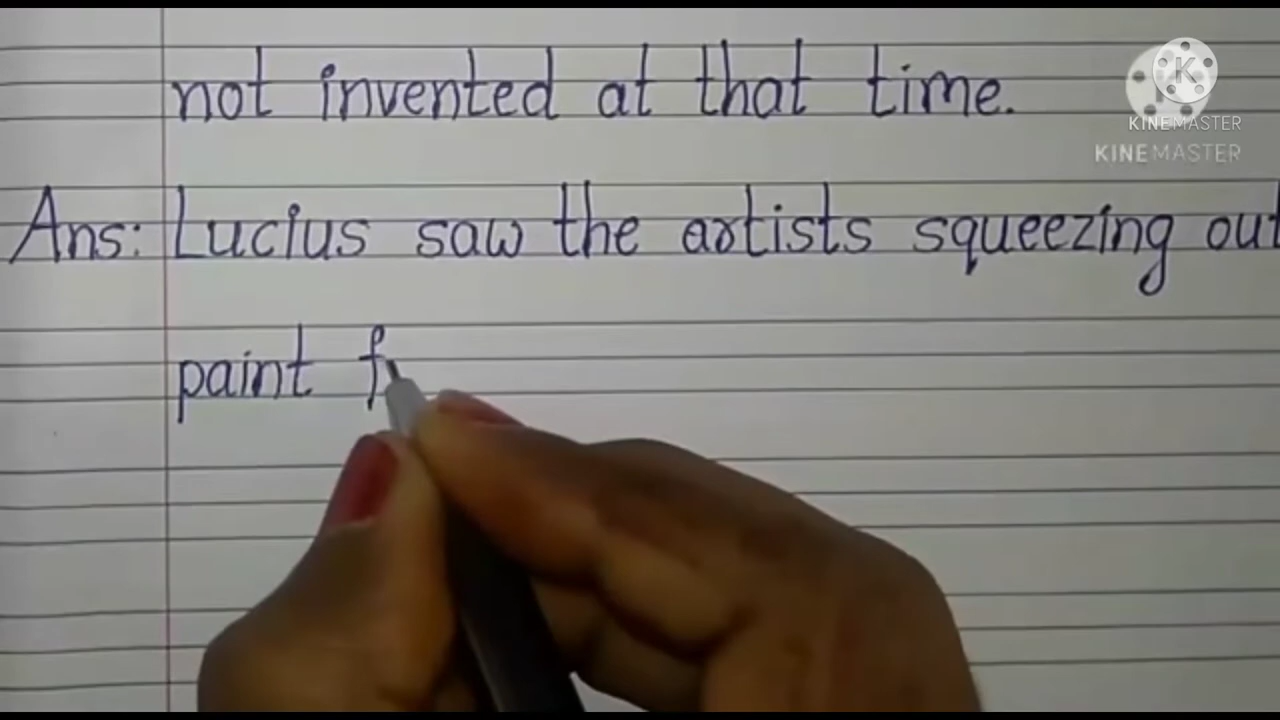 not invented at that time.
KINEMASTER
KINEMASTER
Ans: Lucius saw the artists squeezing out
paint f